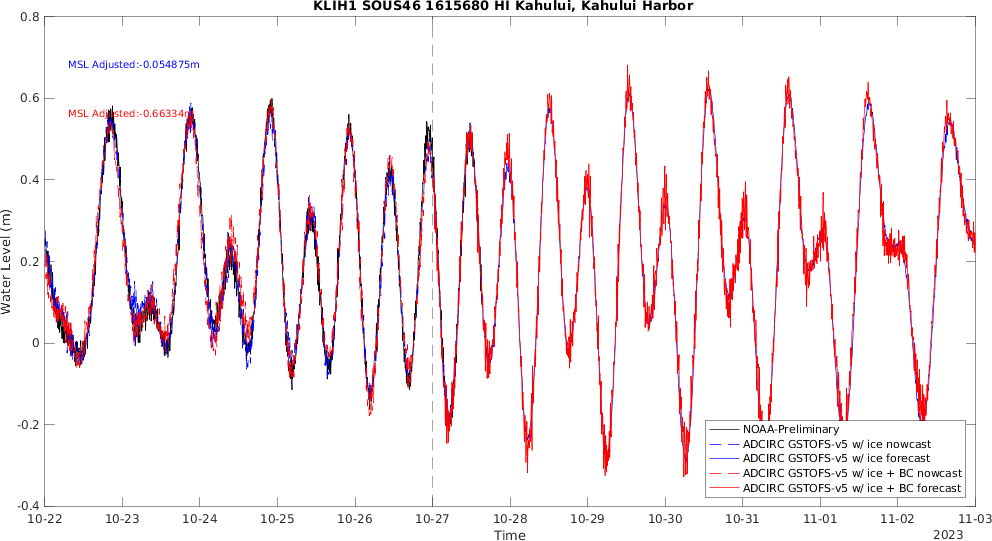 KLIH1 SOUS46 1615680 HI Kahului, Kahului Harbor
0.8
MSL Adjusted:-0.054875m
0.6
MSL Adjusted:-0.66334m
0.4
0.2
0
-0.2
-0.4
Water Level (m)
NOAA-Preliminary
ADCIRC GSTOFS-v5 w/ ice nowcast
ADCIRC GSTOFS-v5 w/ ice forecast
ADCIRC GSTOFS-v5 w/ ice + BC nowcast
ADCIRC GSTOFS-v5 w/ ice + BC forecast
10-22 10-23 10-24 10-25 10-26 10-27 10-28 10-29 10-30 10-31 11-01 11-02 11-03
Time
2023